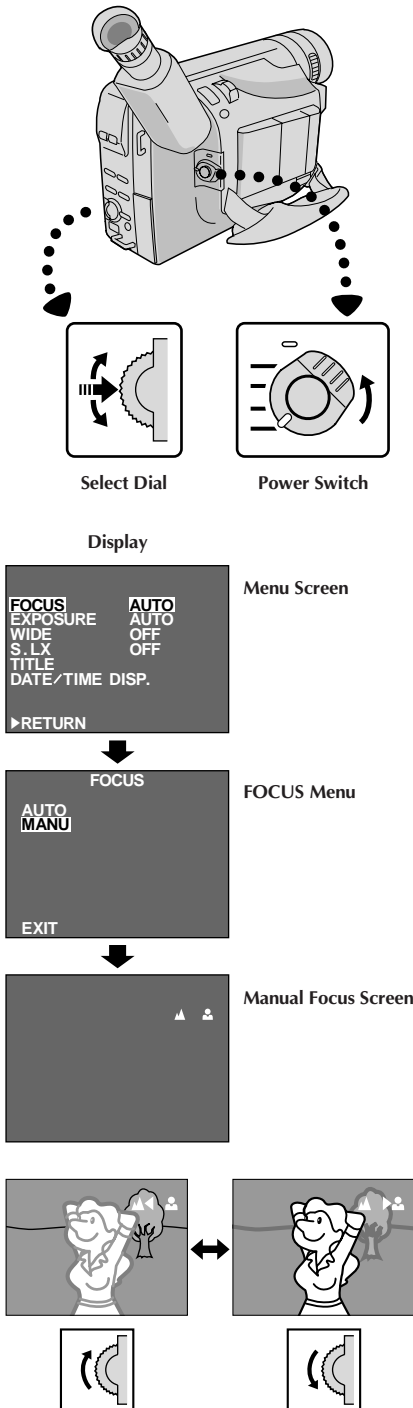 Select Dial
Power Switch
Display
Menu Screen
FOCUS AUTO
EXPOSURE AUTO
WIDE OFF
S.LX OFF
TITLE
DATE/TIME DISP.
▶RETURN
FOCUS Menu
FOCUS
AUTO
MANU
EXIT
Manual Focus Screen